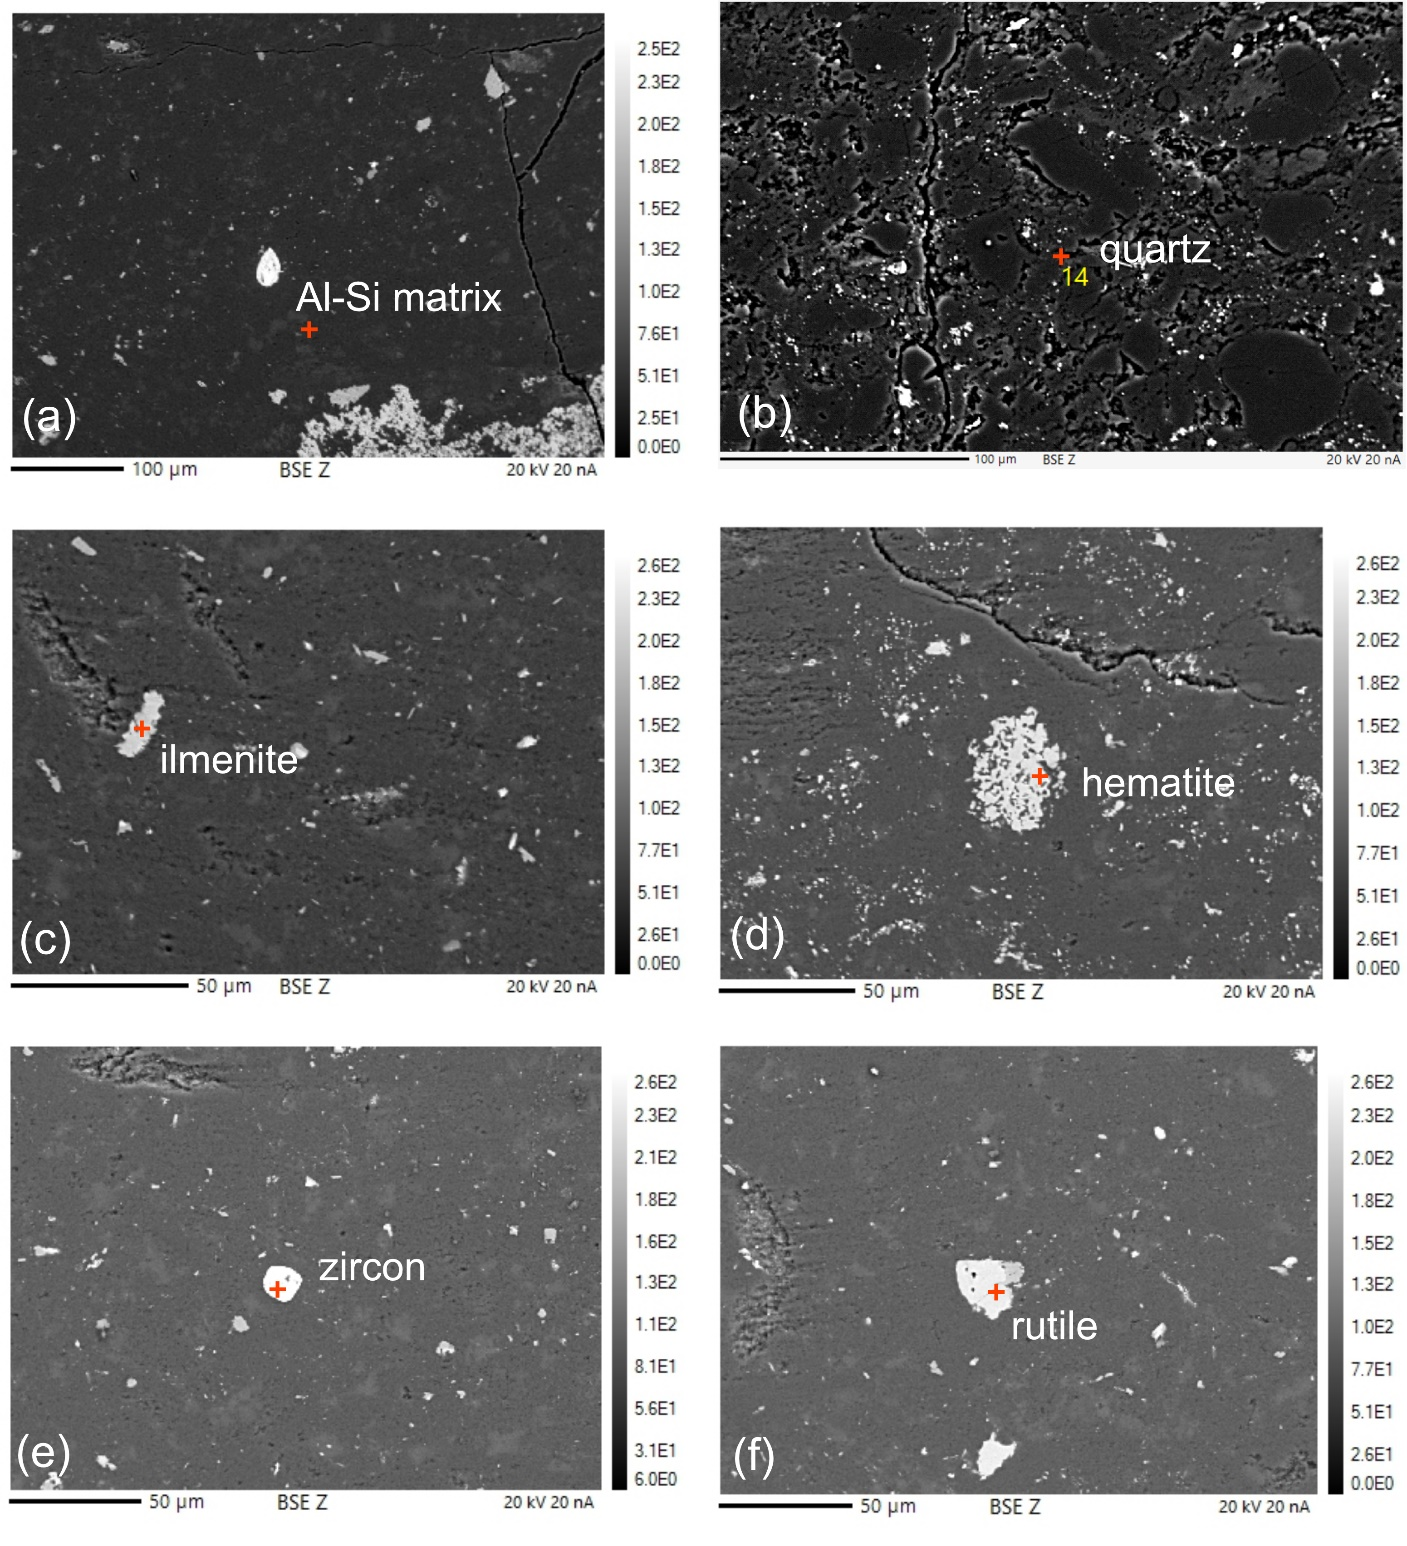 2.5E2
2.3E2
2.0E2
1.8E2
1.5E2
1.3E2
1.0E2
7.6E1
5.1E1
2.5E1
0.0E0
Al-Si matrix
(a)
100 µm BSE Z 20 kV 20 nA
quartz
14
(b)
100 µm BSE Z 20 kV 20 nA
2.6E2
2.3E2
2.0E2
1.8E2
1.5E2
1.3E2
1.0E2
7.7E1
5.1E1
2.6E1
0.0E0
ilmenite
(c)
50 µm BSE Z 20 kV 20 nA
2.6E2
2.3E2
2.0E2
1.8E2
1.5E2
1.3E2
1.0E2
7.7E1
5.1E1
2.6E1
0.0E0
hematite
(d)
50 µm BSE Z 20 kV 20 nA
2.6E2
2.3E2
2.1E2
1.8E2
1.6E2
1.3E2
1.1E2
8.1E1
5.6E1
3.1E1
6.0E0
zircon
(e)
50 µm BSE Z 20 kV 20 nA
2.6E2
2.3E2
2.0E2
1.8E2
1.5E2
1.3E2
1.0E2
7.7E1
5.1E1
2.6E1
0.0E0
rutile
(f)
50 µm BSE Z 20 kV 20 nA